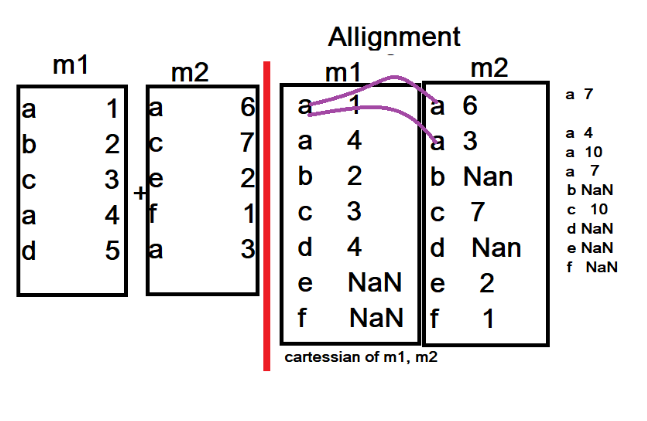 Allignment
m1
m2
m1
m2
a 1
b 2
c 3
a 4
d 5
+
a 6
c 7
e 2
f 1
a 3
a 1
a 4
b 2
c 3
d 4
e NaN
f NaN
a 6
a 3
b Nan
c 7
d Nan
e 2
f 1
cartessian of m1, m2
a 7
a 4
a 10
a 7
b NaN
c 10
d NaN
e NaN
f NaN